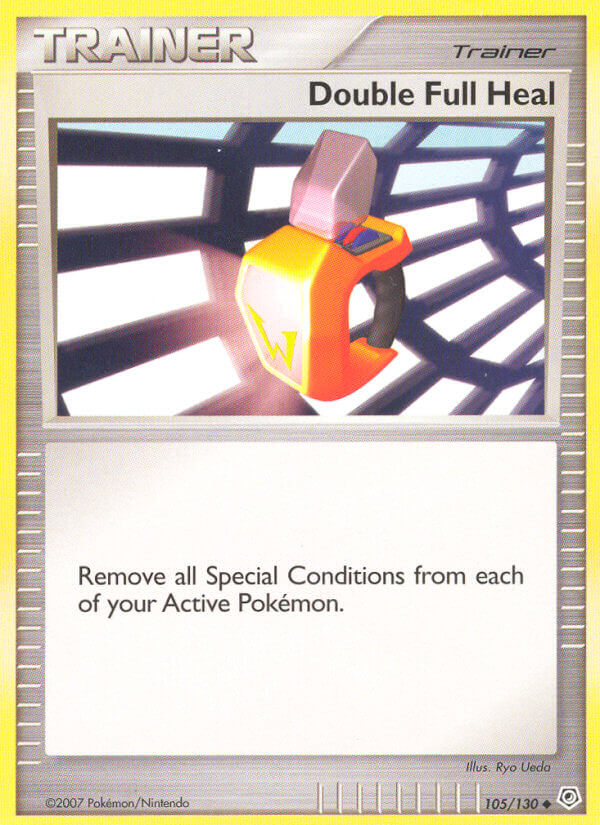 TRAINER
Trainer
Double Full Heal
W
Remove all Special Conditions from each
of your Active Pokémon.
Illus. Ryo Ueda
©2007 Pokémon/Nintendo
105/130